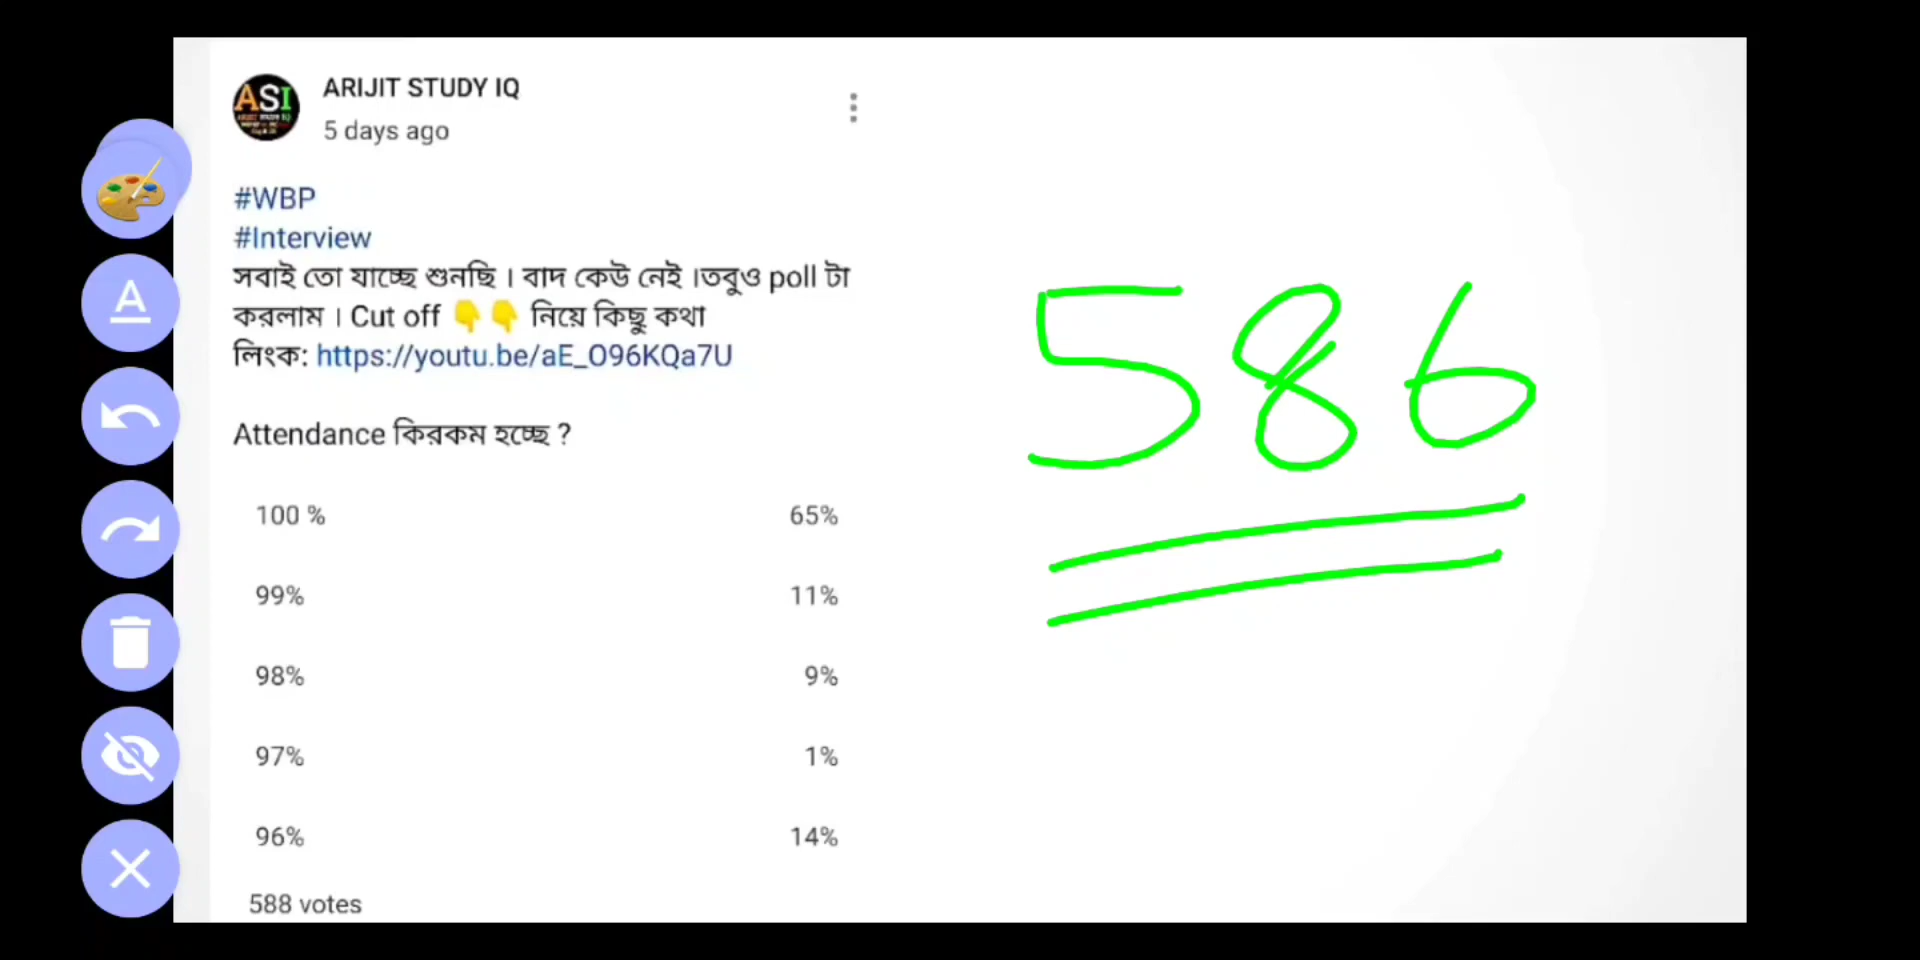 ASI
ARIJIT STUDY IQ
5 days ago
#WBP
#Interview
সবাই তো যাচ্ছে শুনছি । বাদ কেউ নেই ।তবুও poll টা
করলাম । Cut off 👇👇 নিয়ে কিছু কথা
লিংক: https://youtu.be/aE_O96KQa7U
Attendance কিরকম হচ্ছে ?
100 % 65%
99% 11%
98% 9%
97% 1%
96% 14%
588 votes
586
A